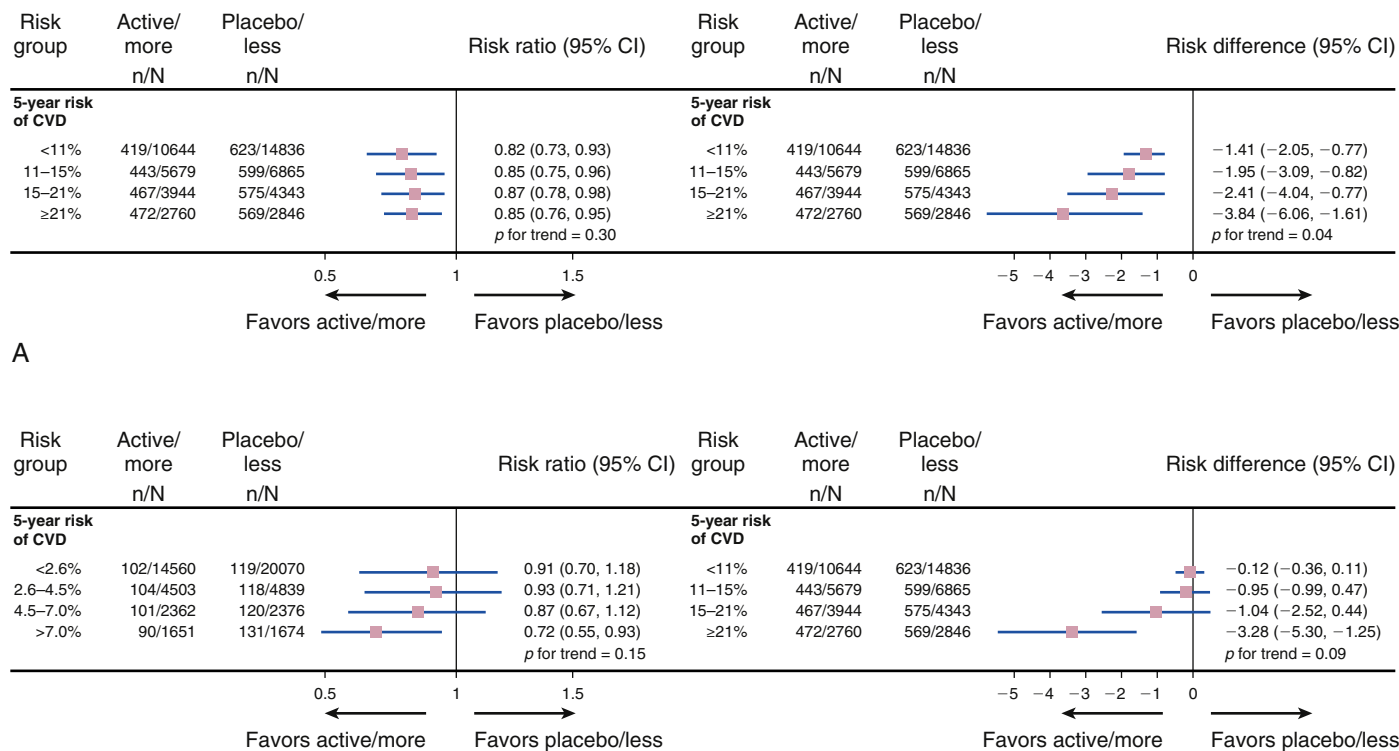 Risk group Active/ more n/N Placebo/ less n/N Risk ratio (95% CI) Risk group Active/ more n/N Placebo/ less n/N Risk difference (95% CI)
5-year risk of CVD 5-year risk of CVD
<11% 419/10644 623/14836 0.82 (0.73, 0.93) <11% 419/10644 623/14836 −1.41 (−2.05, −0.77)
11–15% 443/5679 599/6865 0.85 (0.75, 0.96) 11–15% 443/5679 599/6865 −1.95 (−3.09, −0.82)
15–21% 467/3944 575/4343 0.87 (0.78, 0.98) 15–21% 467/3944 575/4343 −2.41 (−4.04, −0.77)
≥21% 472/2760 569/2846 0.85 (0.76, 0.95) ≥21% 472/2760 569/2846 −3.84 (−6.06, −1.61)
p for trend = 0.30 p for trend = 0.04
0.5 1 1.5 −5 −4 −3 −2 −1 0
Favors active/more Favors placebo/less Favors active/more Favors placebo/less
A
Risk group Active/ more n/N Placebo/ less n/N Risk ratio (95% CI) Risk group Active/ more n/N Placebo/ less n/N Risk difference (95% CI)
5-year risk of CVD 5-year risk of CVD
<2.6% 102/14560 119/20070 0.91 (0.70, 1.18) <11% 419/10644 623/14836 −0.12 (−0.36, 0.11)
2.6–4.5% 104/4503 118/4839 0.93 (0.71, 1.21) 11–15% 443/5679 599/6865 −0.95 (−0.99, 0.47)
4.5–7.0% 101/2362 120/2376 0.87 (0.67, 1.12) 15–21% 467/3944 575/4343 −1.04 (−2.52, 0.44)
>7.0% 90/1651 131/1674 0.72 (0.55, 0.93) ≥21% 472/2760 569/2846 −3.28 (−5.30, −1.25)
p for trend = 0.15 p for trend = 0.09
0.5 1 1.5 −5 −4 −3 −2 −1 0
Favors active/more Favors placebo/less Favors active/more Favors placebo/less